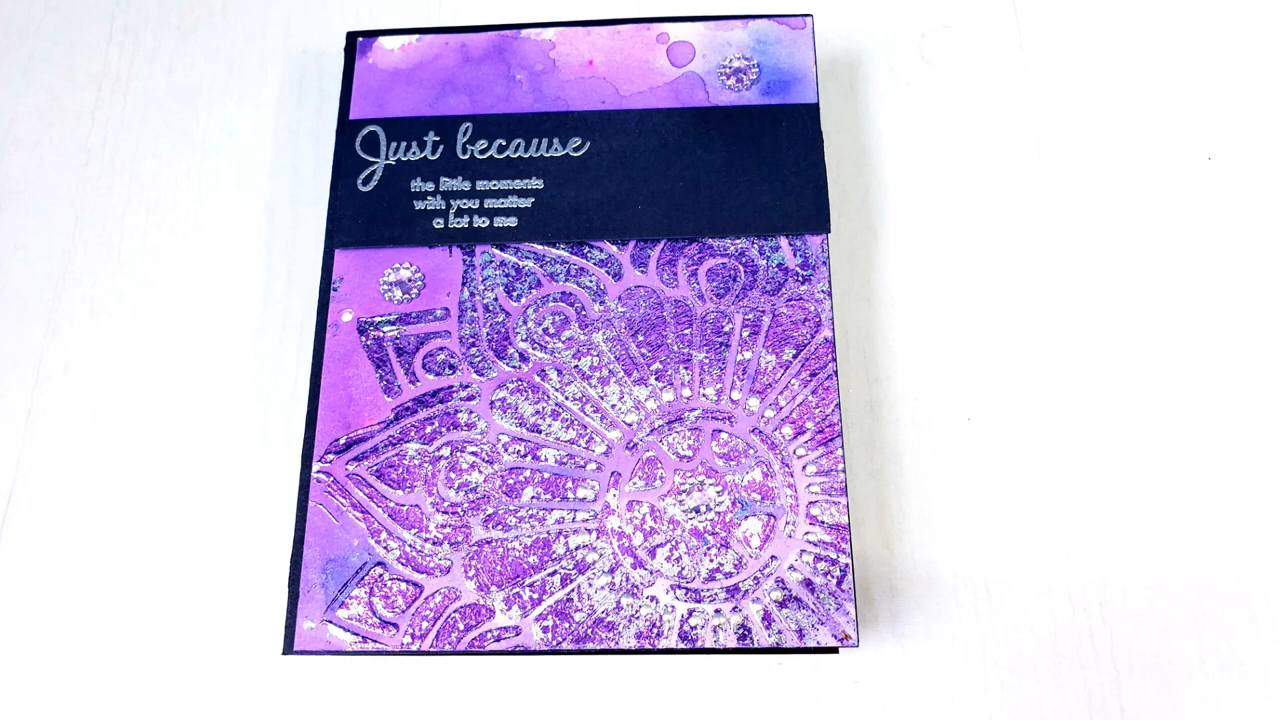 Just because
the little moments
with you matter
a lot to me